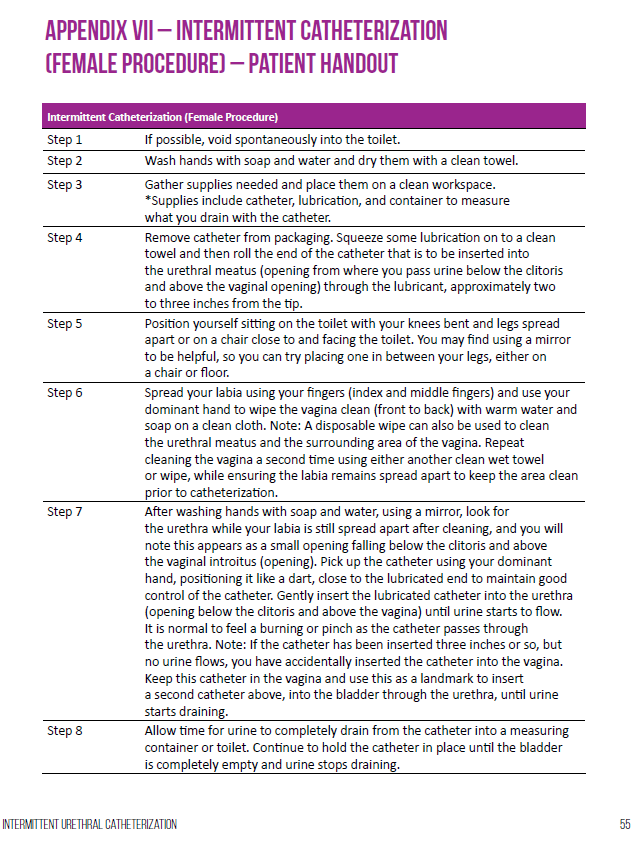 APPENDIX VII – INTERMITTENT CATHETERIZATION
(FEMALE PROCEDURE) – PATIENT HANDOUT
Intermittent Catheterization (Female Procedure)
Step 1 If possible, void spontaneously into the toilet.
Step 2 Wash hands with soap and water and dry them with a clean towel.
Step 3 Gather supplies needed and place them on a clean workspace.
*Supplies include catheter, lubrication, and container to measure
what you drain with the catheter.
Step 4 Remove catheter from packaging. Squeeze some lubrication on to a clean
towel and then roll the end of the catheter that is to be inserted into
the urethral meatus (opening from where you pass urine below the clitoris
and above the vaginal opening) through the lubricant, approximately two
to three inches from the tip.
Step 5 Position yourself sitting on the toilet with your knees bent and legs spread
apart or on a chair close to and facing the toilet. You may find using a mirror
to be helpful, so you can try placing one in between your legs, either on
a chair or floor.
Step 6 Spread your labia using your fingers (index and middle fingers) and use your
dominant hand to wipe the vagina clean (front to back) with warm water and
soap on a clean cloth. Note: A disposable wipe can also be used to clean
the urethral meatus and the surrounding area of the vagina. Repeat
cleaning the vagina a second time using either another clean wet towel
or wipe, while ensuring the labia remains spread apart to keep the area clean
prior to catheterization.
Step 7 After washing hands with soap and water, using a mirror, look for
the urethra while your labia is still spread apart after cleaning, and you will
note this appears as a small opening falling below the clitoris and above
the vaginal introitus (opening). Pick up the catheter using your dominant
hand, positioning it like a dart, close to the lubricated end to maintain good
control of the catheter. Gently insert the lubricated catheter into the urethra
(opening below the clitoris and above the vagina) until urine starts to flow.
It is normal to feel a burning or pinch as the catheter passes through
the urethra. Note: If the catheter has been inserted three inches or so, but
no urine flows, you have accidentally inserted the catheter into the vagina.
Keep this catheter in the vagina and use this as a landmark to insert
a second catheter above, into the bladder through the urethra, until urine
starts draining.
Step 8 Allow time for urine to completely drain from the catheter into a measuring
container or toilet. Continue to hold the catheter in place until the bladder
is completely empty and urine stops draining.
INTERMITTENT URETHRAL CATHETERIZATION 55